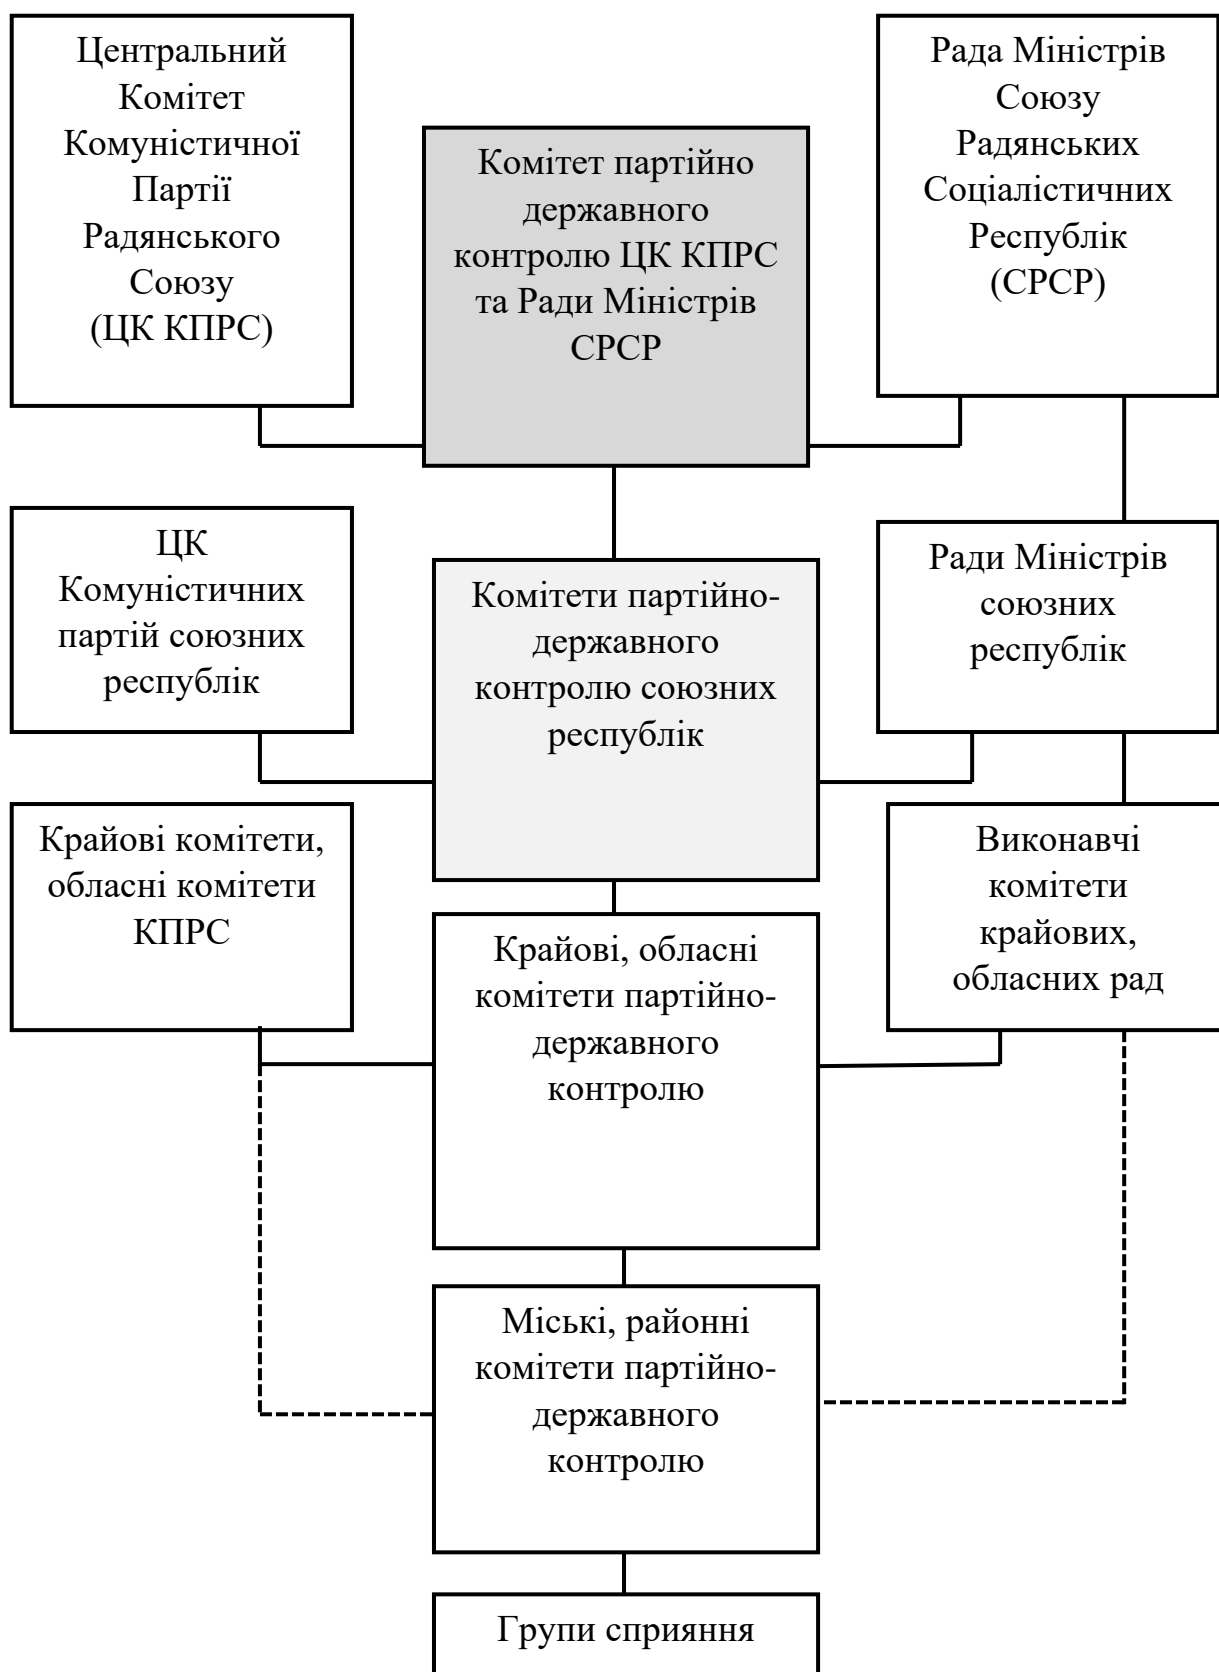 Центральний
Комітет
Комуністичної
Партії
Радянського
Союзу
(ЦК КПРС)
Комітет партійно
державного
контролю ЦК КПРС
та Ради Міністрів
СРСР
Рада Міністрів
Союзу
Радянських
Соціалістичних
Республік
(СРСР)
ЦК
Комуністичних
партій союзних
республік
Комітети партійно-
державного
контролю союзних
республік
Ради Міністрів
союзних
республік
Крайові комітети,
обласні комітети
КПРС
Крайові, обласні
комітети партійно-
державного
контролю
Виконавчі
комітети
крайових,
обласних рад
Міські, районні
комітети партійно-
державного
контролю
Групи сприяння